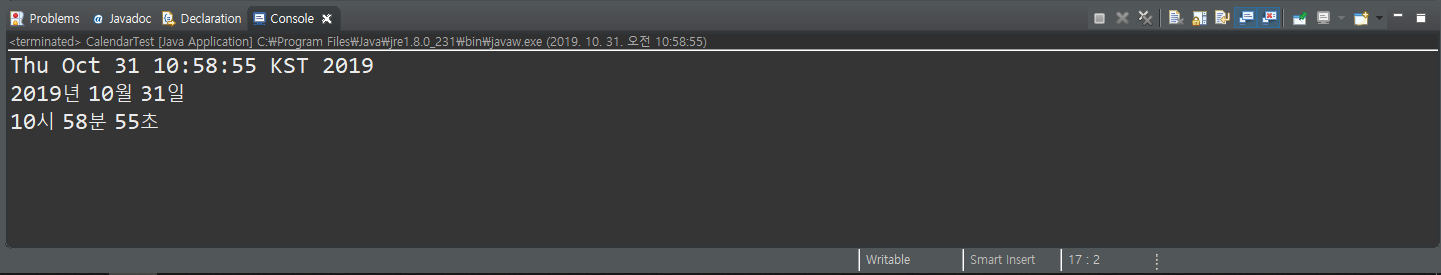 Problems @ Javadoc Declaration Console
<terminated> CalendarTest [Java Application] C:₩Program Files₩Java₩jre1.8.0_231₩bin₩javaw.exe (2019. 10. 31. 오전 10:58:55)
Thu Oct 31 10:58:55 KST 2019
2019년 10월 31일
10시 58분 55초
Writable Smart Insert 17 : 2